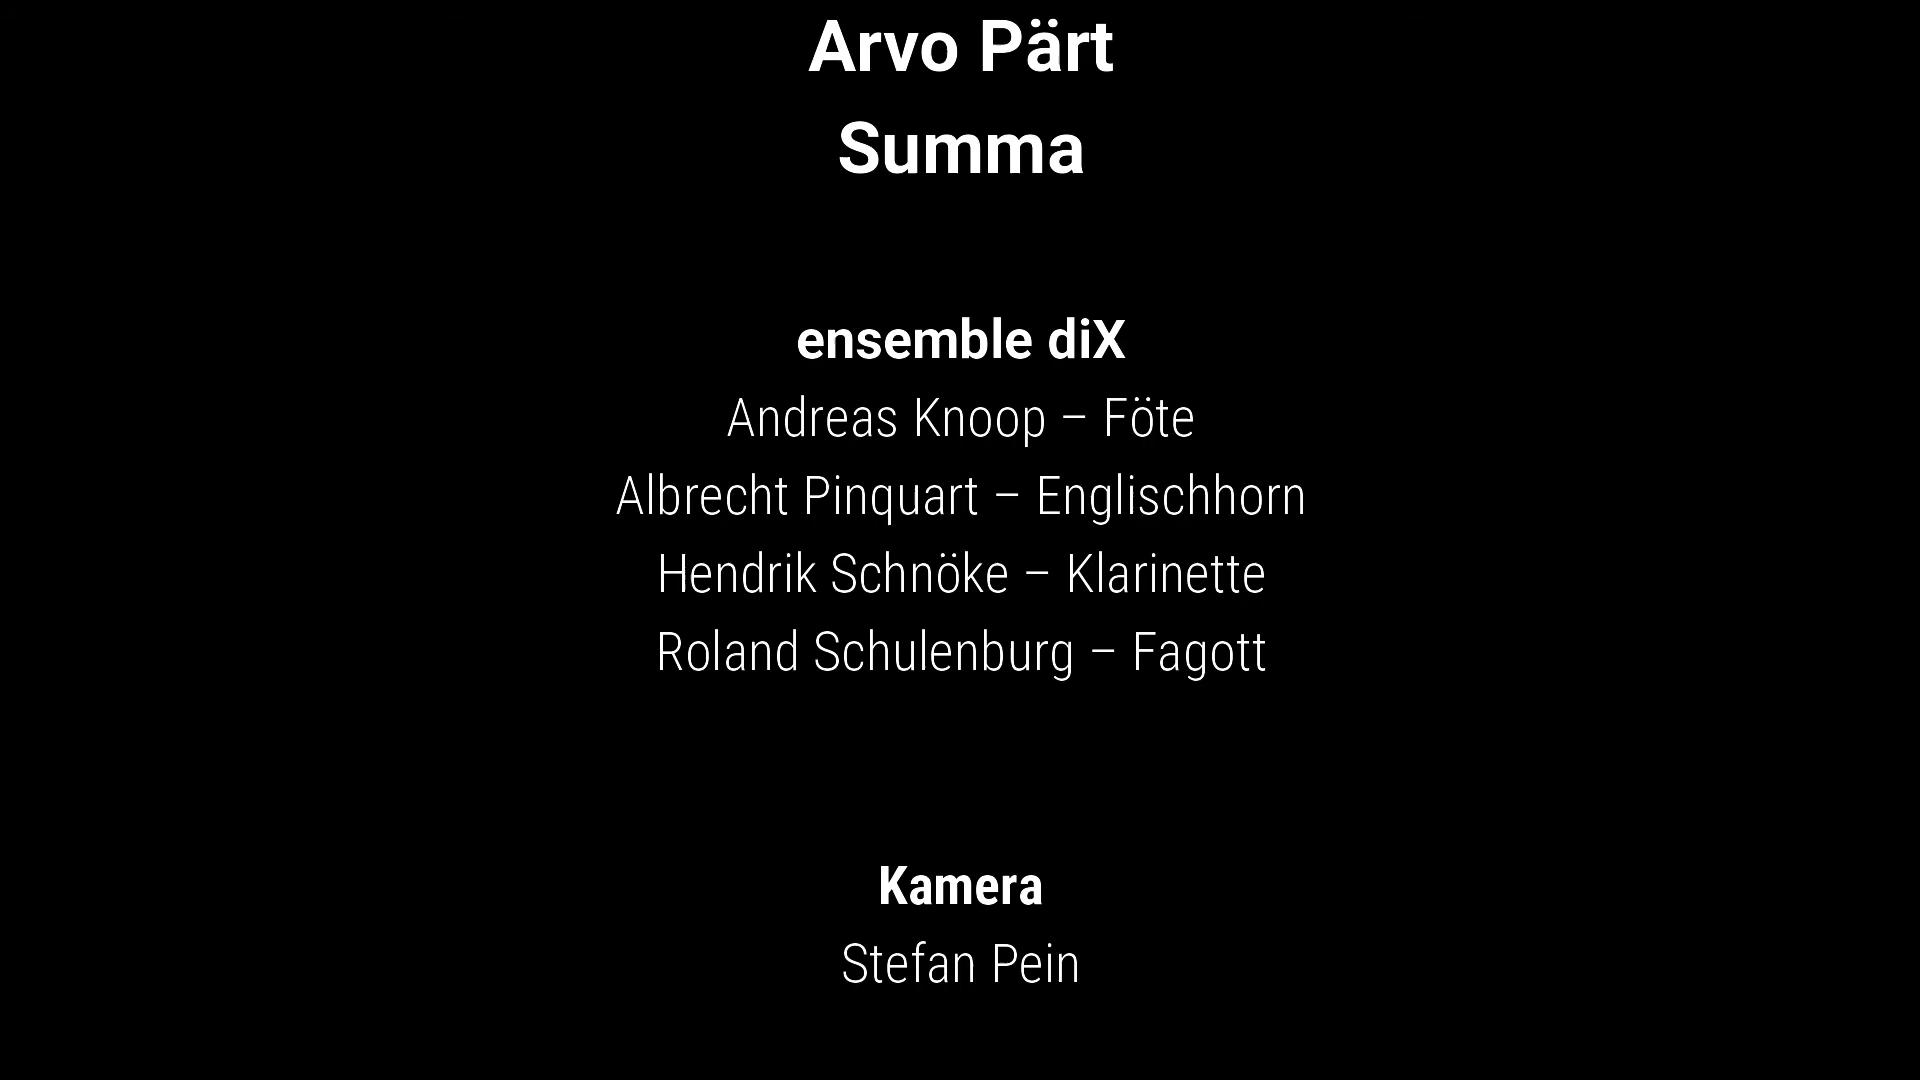 Arvo Pärt
Summa
ensemble diX
Andreas Knoop – Föte
Albrecht Pinquart – Englischhorn
Hendrik Schnöke – Klarinette
Roland Schulenburg – Fagott
Kamera
Stefan Pein